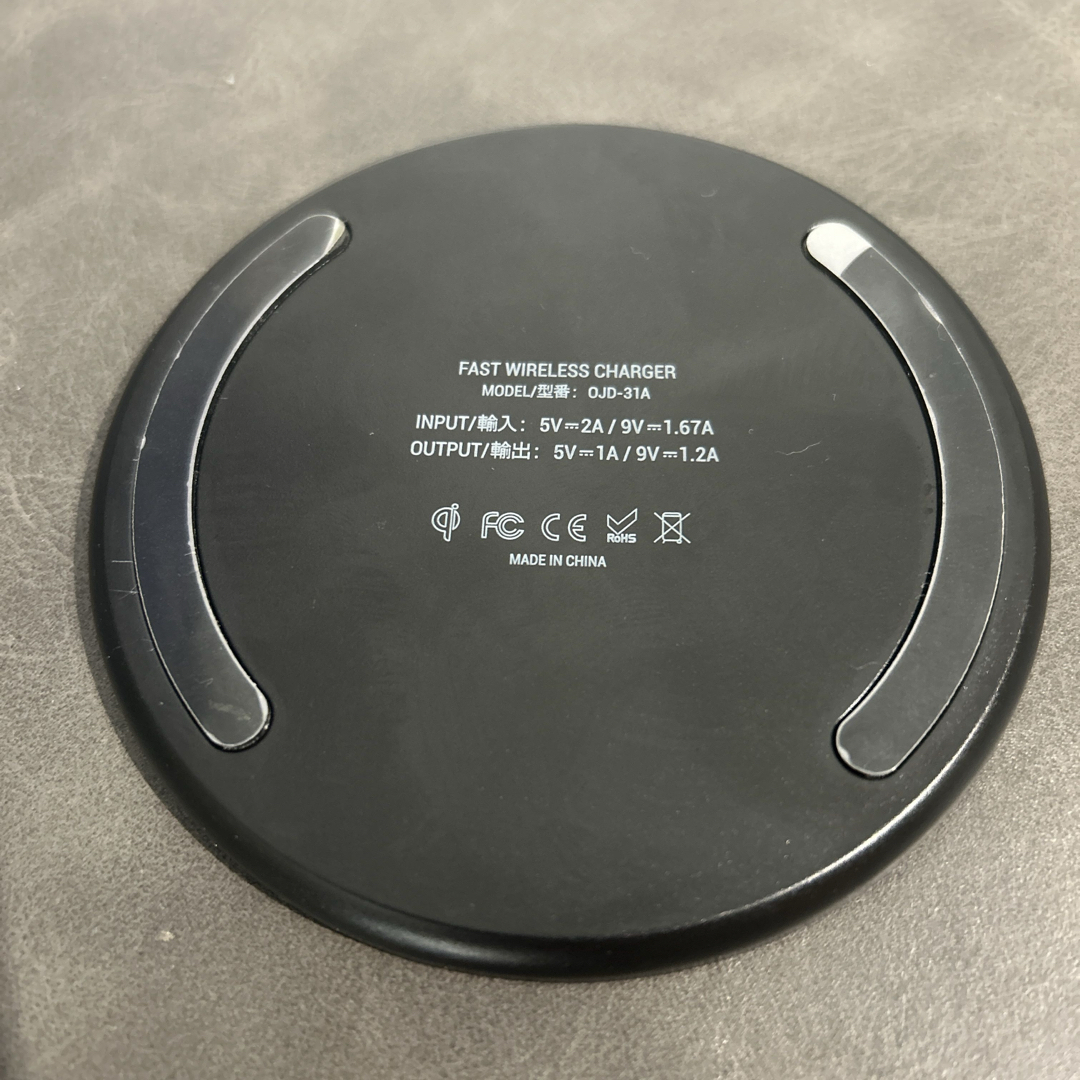 FAST WIRELESS CHARGER
MODEL/型番：OJD-31A
INPUT/輸入：5V⎓2A / 9V⎓1.67A
OUTPUT/輸出：5V⎓1A / 9V⎓1.2A
qi FC CE RoHS
MADE IN CHINA